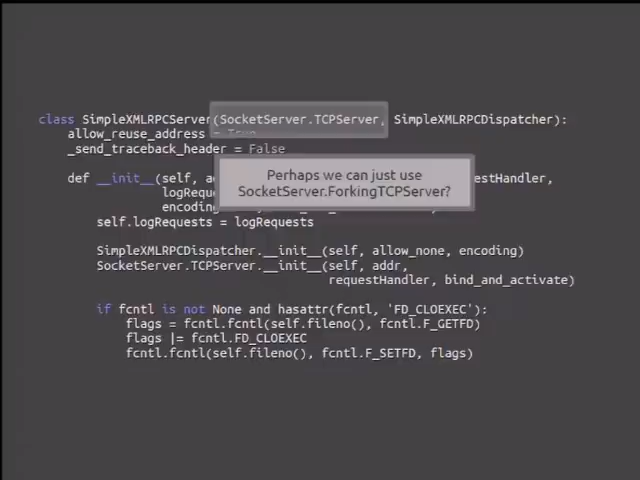 class SimpleXMLRPCServer(SocketServer.TCPServer, SimpleXMLRPCDispatcher):
allow_reuse_address = True
_send_traceback_header = False
Perhaps we can just use
SocketServer.ForkingTCPServer?
def __init__(self, estHandler,
logRequ
encoding
self.logRequests = logRequests
SimpleXMLRPCDispatcher.__init__(self, allow_none, encoding)
SocketServer.TCPServer.__init__(self, addr,
requestHandler, bind_and_activate)
if fcntl is not None and hasattr(fcntl, 'FD_CLOEXEC'):
flags = fcntl.fcntl(self.fileno(), fcntl.F_GETFD)
flags |= fcntl.FD_CLOEXEC
fcntl.fcntl(self.fileno(), fcntl.F_SETFD, flags)